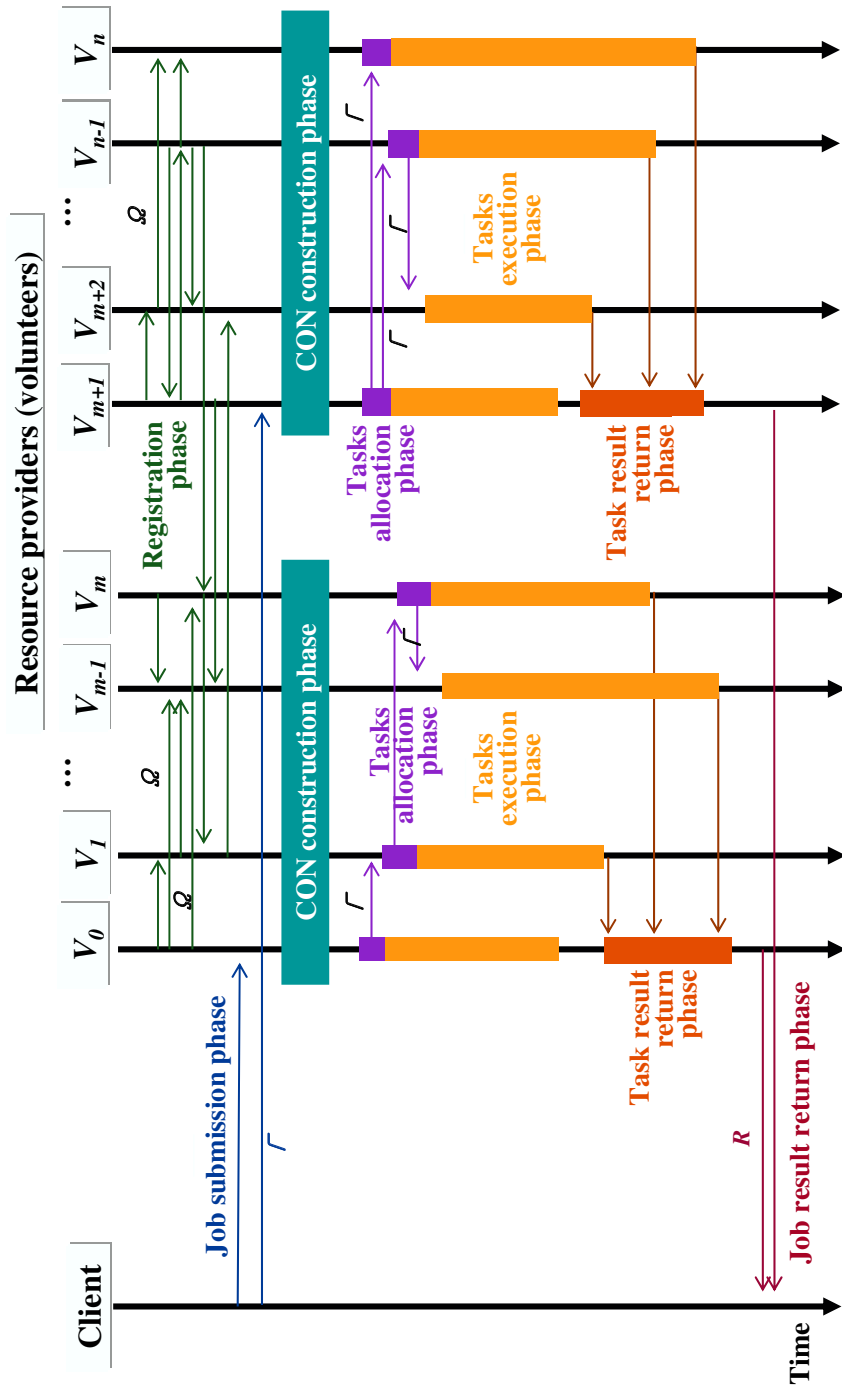 Resource providers (volunteers)
Client
V0
V1
...
Vm-1
Vm
Vm+1
Vm+2
...
Vn-1
Vn
Registration
phase
Job submission phase
CON construction phase
CON construction phase
Tasks
allocation
phase
Tasks
allocation
phase
Tasks
execution
phase
Tasks
execution
phase
Task result
return
phase
Task result
return
phase
R
Job result return phase
Time